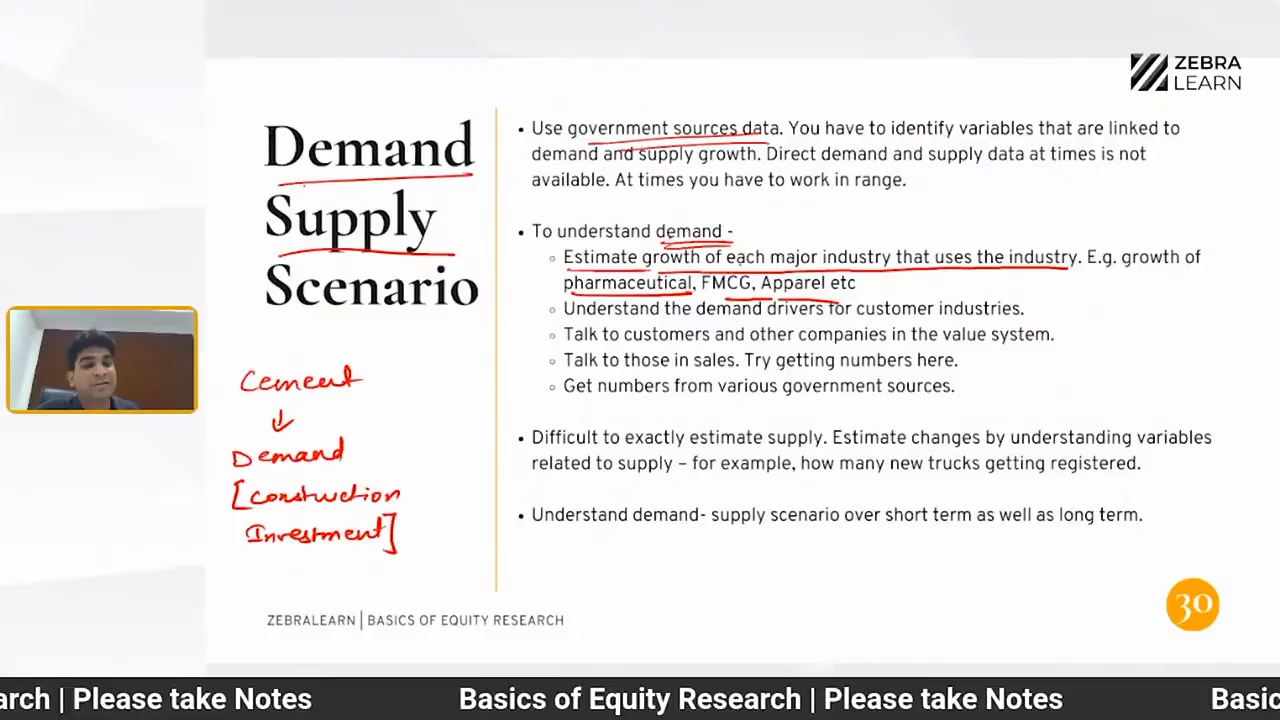 ZEBRA
LEARN
Demand
Supply
Scenario
• Use government sources data. You have to identify variables that are linked to
demand and supply growth. Direct demand and supply data at times is not
available. At times you have to work in range.
• To understand demand -
◦ Estimate growth of each major industry that uses the industry. E.g. growth of
pharmaceutical, FMCG, Apparel etc
◦ Understand the demand drivers for customer industries.
◦ Talk to customers and other companies in the value system.
◦ Talk to those in sales. Try getting numbers here.
◦ Get numbers from various government sources.
• Difficult to exactly estimate supply. Estimate changes by understanding variables
related to supply – for example, how many new trucks getting registered.
• Understand demand- supply scenario over short term as well as long term.
Cement
↓
Demand
[Construction
Investment]
30
ZEBRALEARN | BASICS OF EQUITY RESEARCH
arch | Please take Notes Basics of Equity Research | Please take Notes Basic